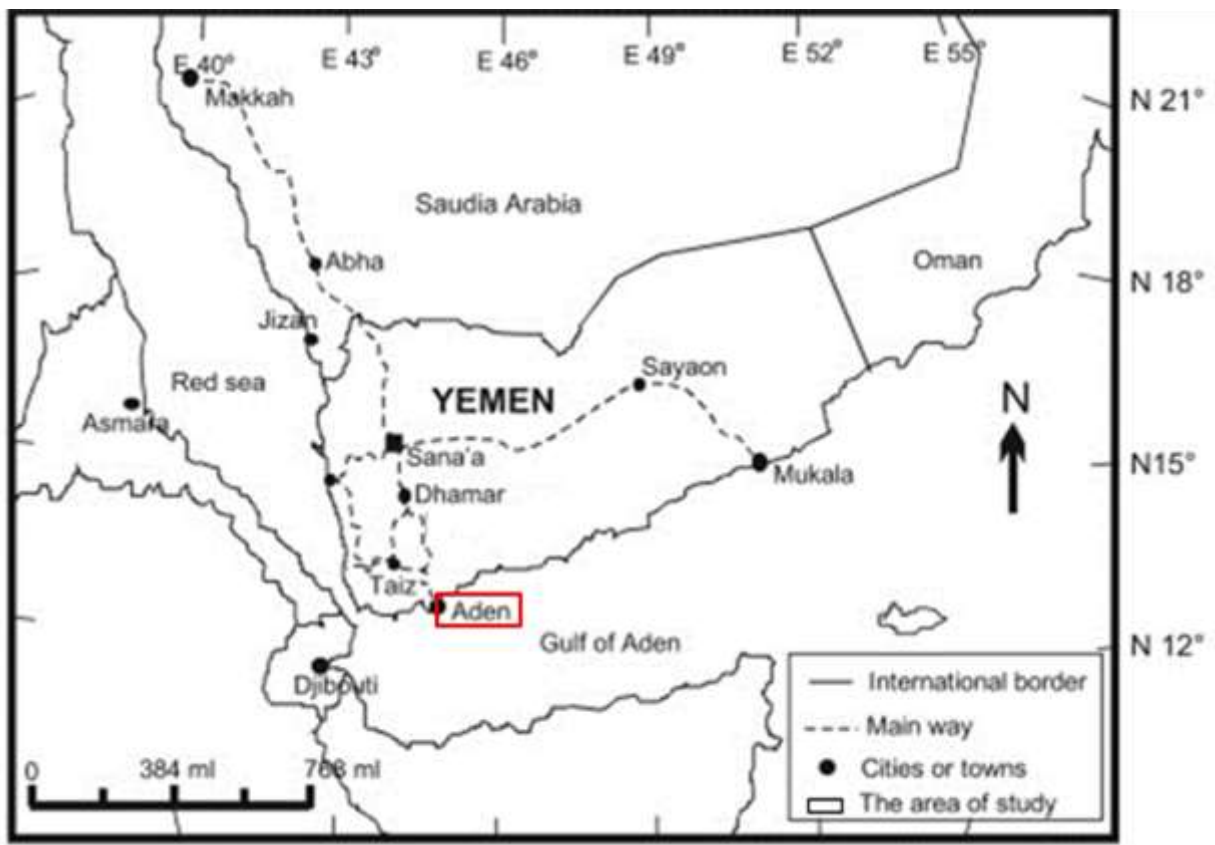 E 40°
E 43°
E 46°
E 49°
E 52°
E 55°
Makkah
N 21°
Saudia Arabia
Abha
Oman
N 18°
Jizan
Red sea
Sayaon
YEMEN
N
Asmara
Sana'a
Mukala
N15°
Dhamar
Taiz
Aden
Gulf of Aden
N 12°
Djibouti
International border
Main way
0
384 ml
768 ml
Cities or towns
The area of study